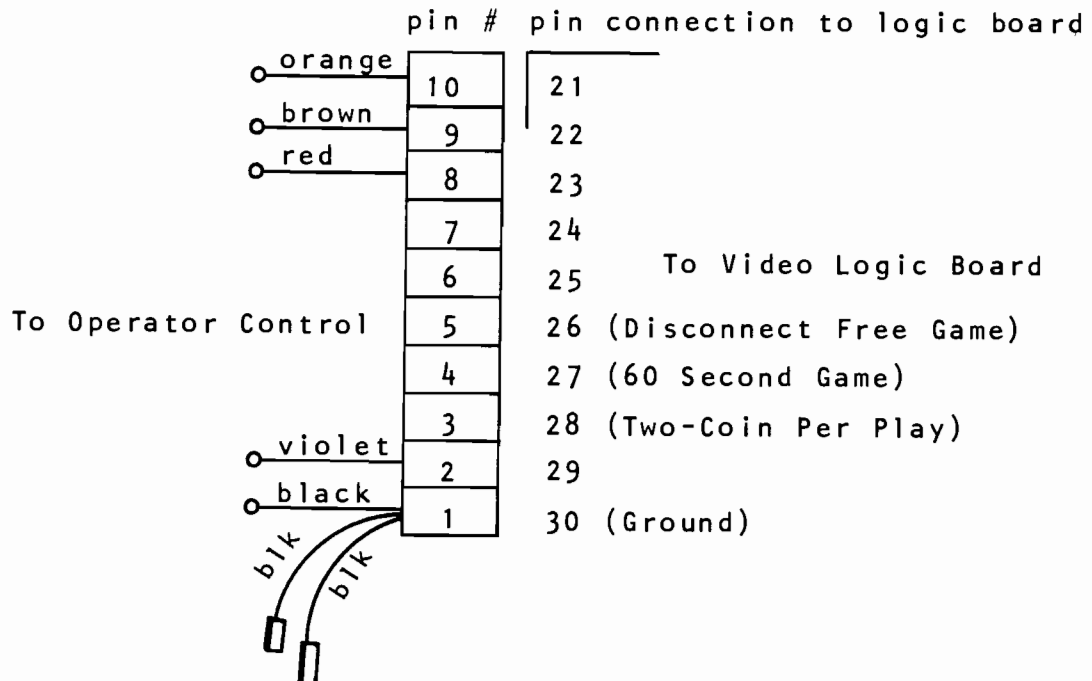 pin # pin connection to logic board
orange 10 21
brown 9 22
red 8 23
7 24
6 25 To Video Logic Board
To Operator Control 5 26 (Disconnect Free Game)
4 27 (60 Second Game)
3 28 (Two-Coin Per Play)
violet 2 29
black 1 30 (Ground)
blk blk